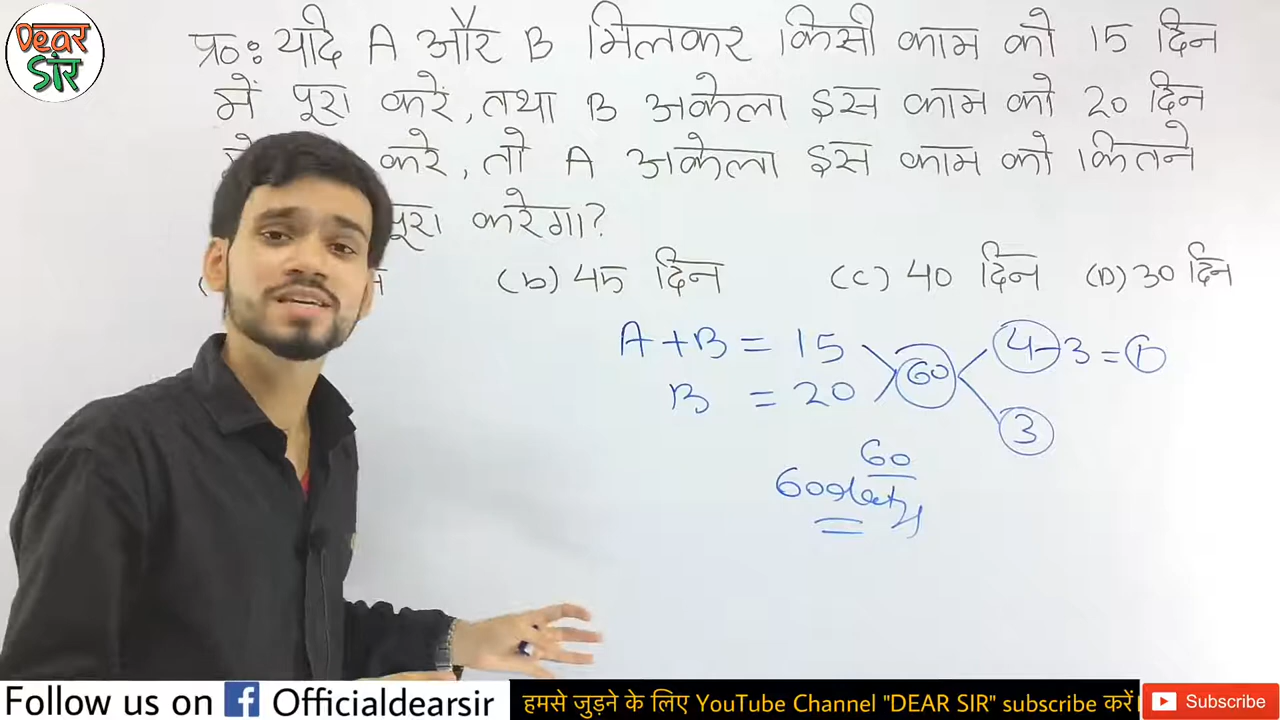 Dear Sir
प्र०: यदि A और B मिलकर किसी काम को 15 दिन
में पूरा करें, तथा B अकेला इस काम को 20 दिन
करे, तो A अकेला इस काम को कितने
पूरा करेगा?
(b) 45 दिन (C) 40 दिन (D) 30 दिन
A+B = 15 60 4-3=1
B = 20 3
60
60days
Follow us on Officialdearsir
हमसे जुड़ने के लिए YouTube Channel "DEAR SIR" subscribe करें।
Subscribe